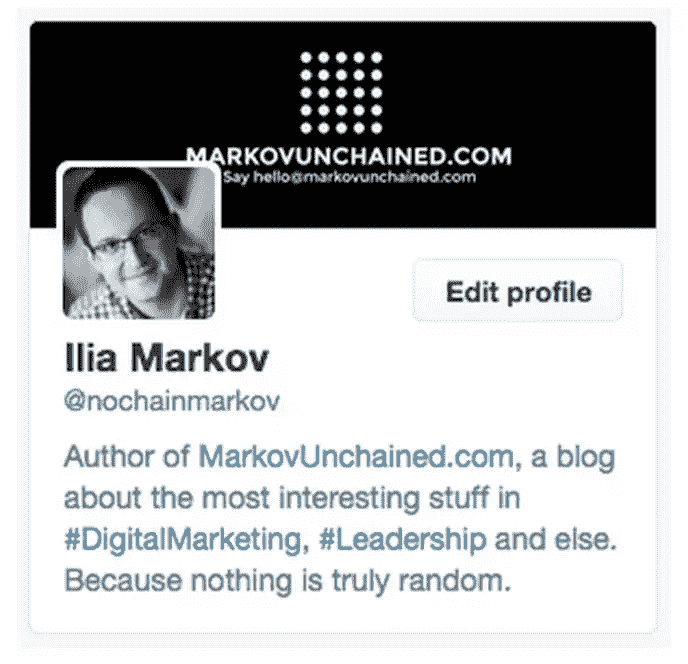 MARKOVUNCHAINED.COM
Say hello@markovunchained.com
Edit profile
Ilia Markov
@nochainmarkov
Author of MarkovUnchained.com, a blog
about the most interesting stuff in
#DigitalMarketing, #Leadership and else.
Because nothing is truly random.